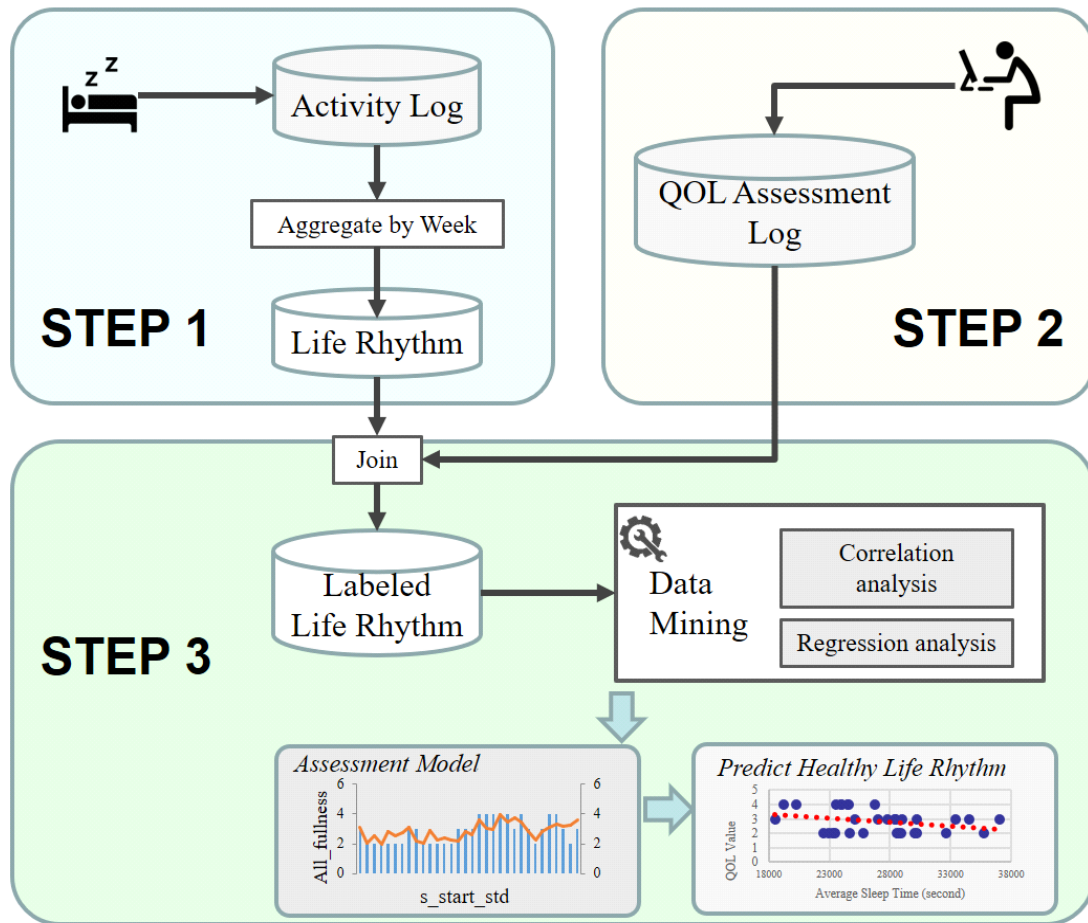 z z
Activity Log
Aggregate by Week
Life Rhythm
STEP 1
QOL Assessment
Log
STEP 2
Join
Labeled
Life Rhythm
STEP 3
Data
Mining
Correlation
analysis
Regression analysis
Assessment Model
All_fullness
6
4
2
0
6
4
2
0
s_start_std
Predict Healthy Life Rhythm
QOL Value
5
4
3
2
1
0
18000 23000 28000 33000 38000
Average Sleep Time (second)